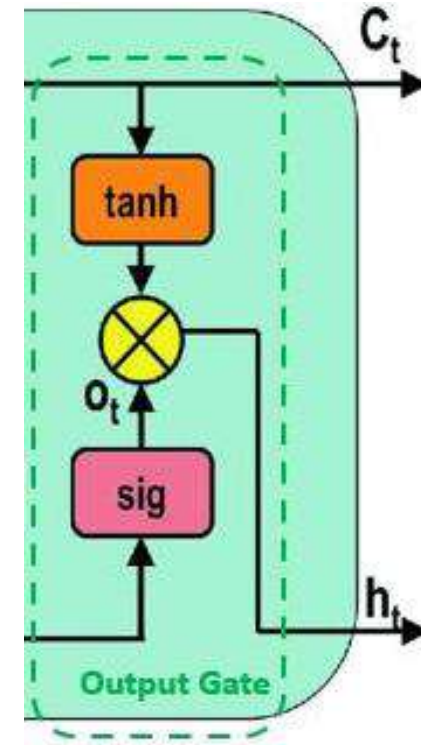 Cₜ
tanh
oₜ
sig
hₜ
Output Gate